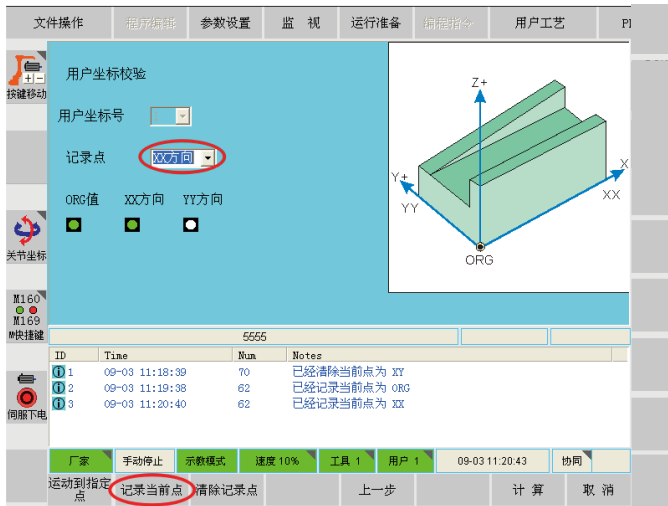 文件操作 程序编辑 参数设置 监 视 运行准备 编程指令 用户工艺 Pl
按键移动
用户坐标校验
用户坐标号 1
记录点 XX方向
ORG值 XX方向 YY方向
Z+
Y+
YY
X
XX
ORG
关节坐标
M160
M169
M快捷键
伺服下电
5555
ID Time Num Notes
1 09-03 11:18:39 70 已经清除当前点为 XY
2 09-03 11:19:38 62 已经记录当前点为 ORG
3 09-03 11:20:40 62 已经记录当前点为 XX
厂家 手动停止 示教模式 速度 10% 工具 1 用户 1 09-03 11:20:43 协同
运动到指定点 记录当前点 清除记录点 上一步 计 算 取 消